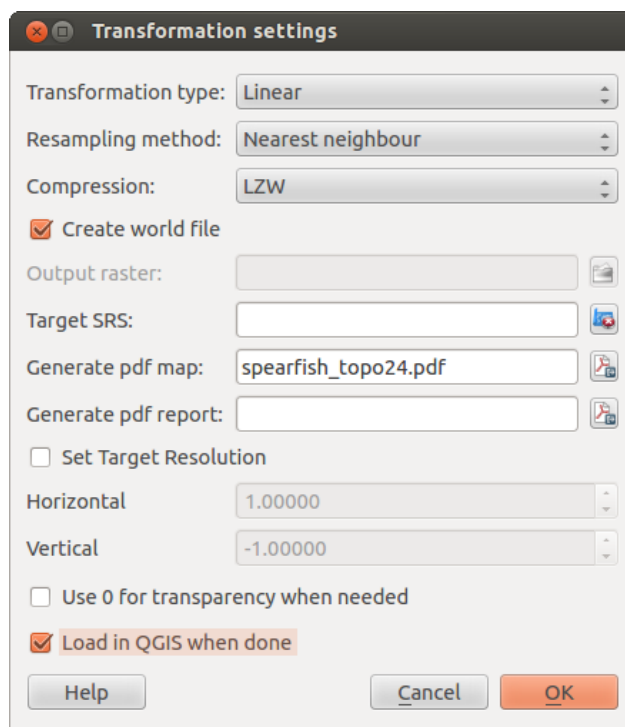 Transformation settings
Transformation type: Linear
Resampling method: Nearest neighbour
Compression: LZW
Create world file
Output raster:
Target SRS:
Generate pdf map: spearfish_topo24.pdf
Generate pdf report:
Set Target Resolution
Horizontal 1.00000
Vertical -1.00000
Use 0 for transparency when needed
Load in QGIS when done
Help Cancel OK